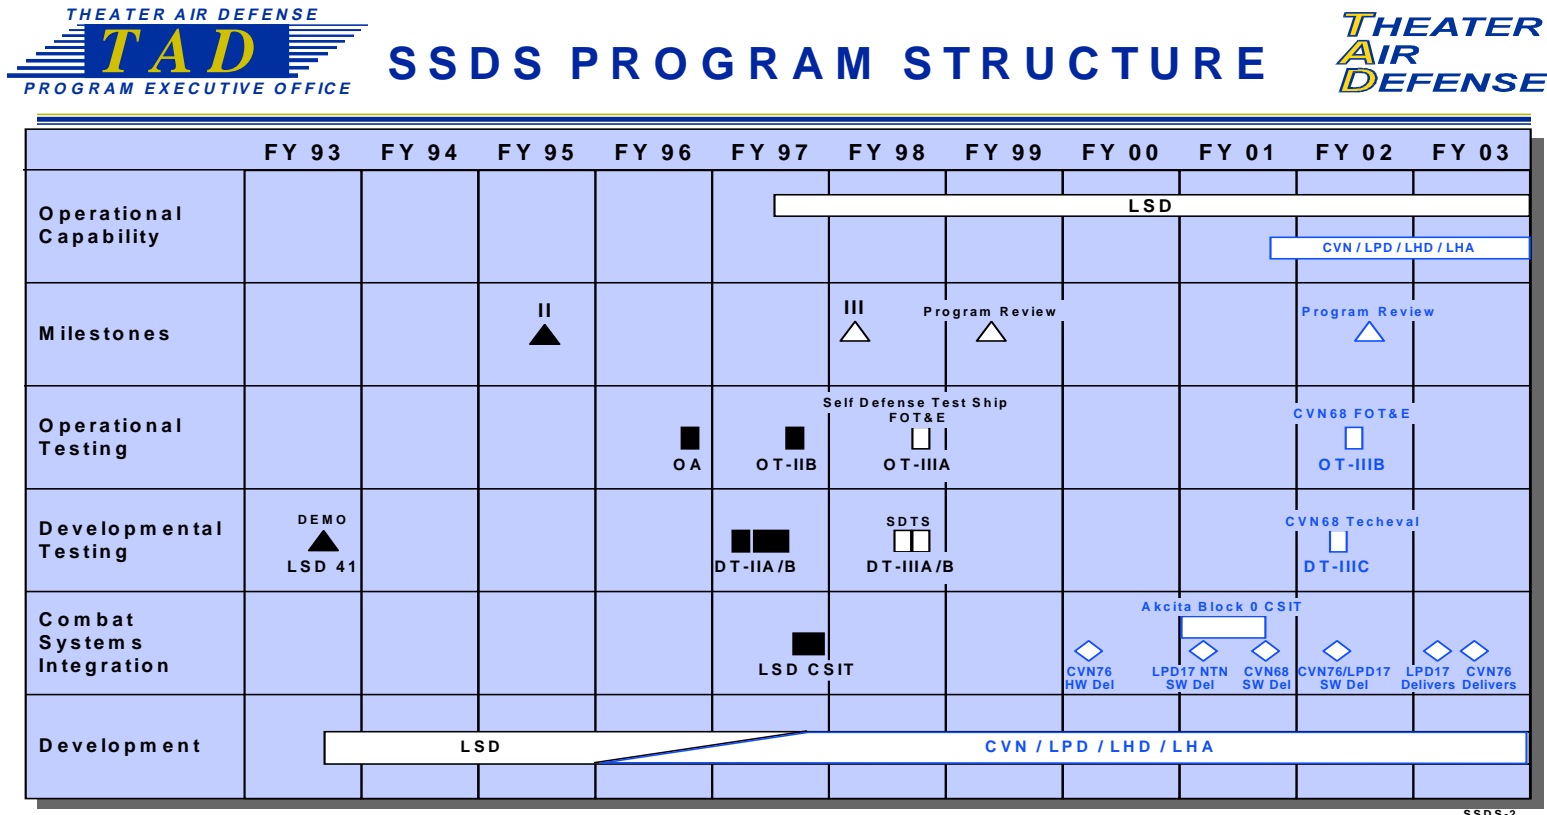 THEATER AIR DEFENSE
TAD
PROGRAM EXECUTIVE OFFICE
SSDS PROGRAM STRUCTURE
THEATER
AIR
DEFENSE
FY 93 FY 94 FY 95 FY 96 FY 97 FY 98 FY 99 FY 00 FY 01 FY 02 FY 03
Operational
Capability
LSD
CVN / LPD / LHD / LHA
Milestones
II
III
Program Review
Program Review
Operational
Testing
OA
OT-IIB
Self Defense Test Ship
FOT&E
OT-IIIA
CVN68 FOT&E
OT-IIIB
Developmental
Testing
DEMO
LSD 41
DT-IIA/B
SDTS
DT-IIIA/B
CVN68 Techeval
DT-IIIC
Combat
Systems
Integration
LSD CSIT
Akcita Block 0 CSIT
CVN76
HW Del
LPD17 NTN
SW Del
CVN68
SW Del
CVN76/LPD17
SW Del
LPD17
Delivers
CVN76
Delivers
Development
LSD
CVN / LPD / LHD / LHA
SSDS-2